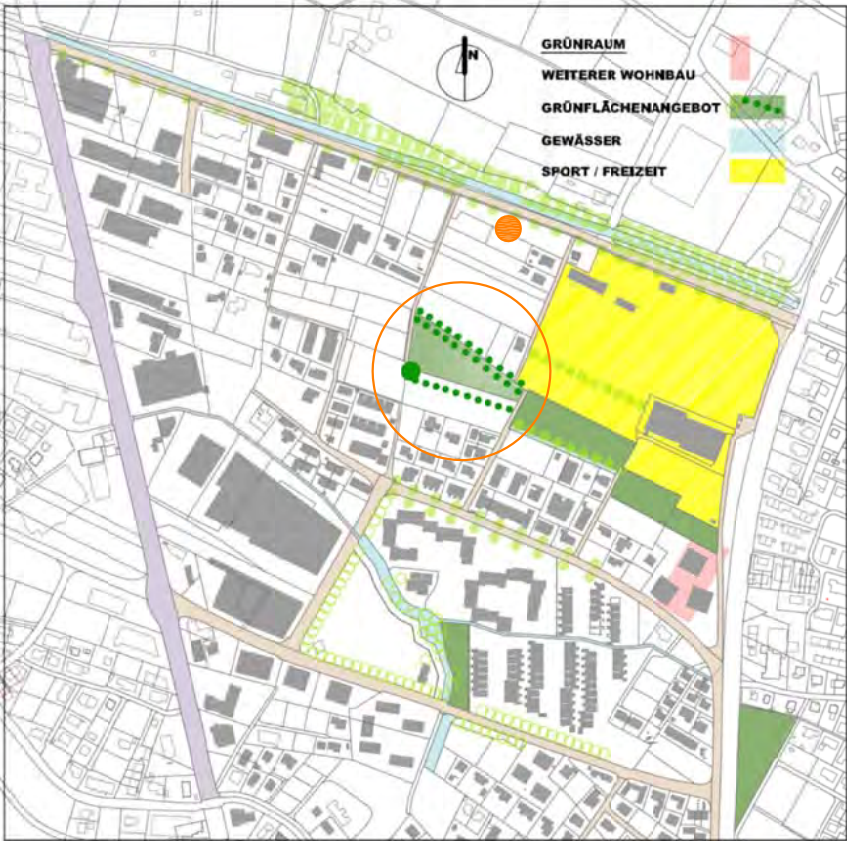 N
GRÜNRAUM
WEITERER WOHNBAU
GRÜNFLÄCHENANGEBOT
GEWÄSSER
SPORT / FREIZEIT